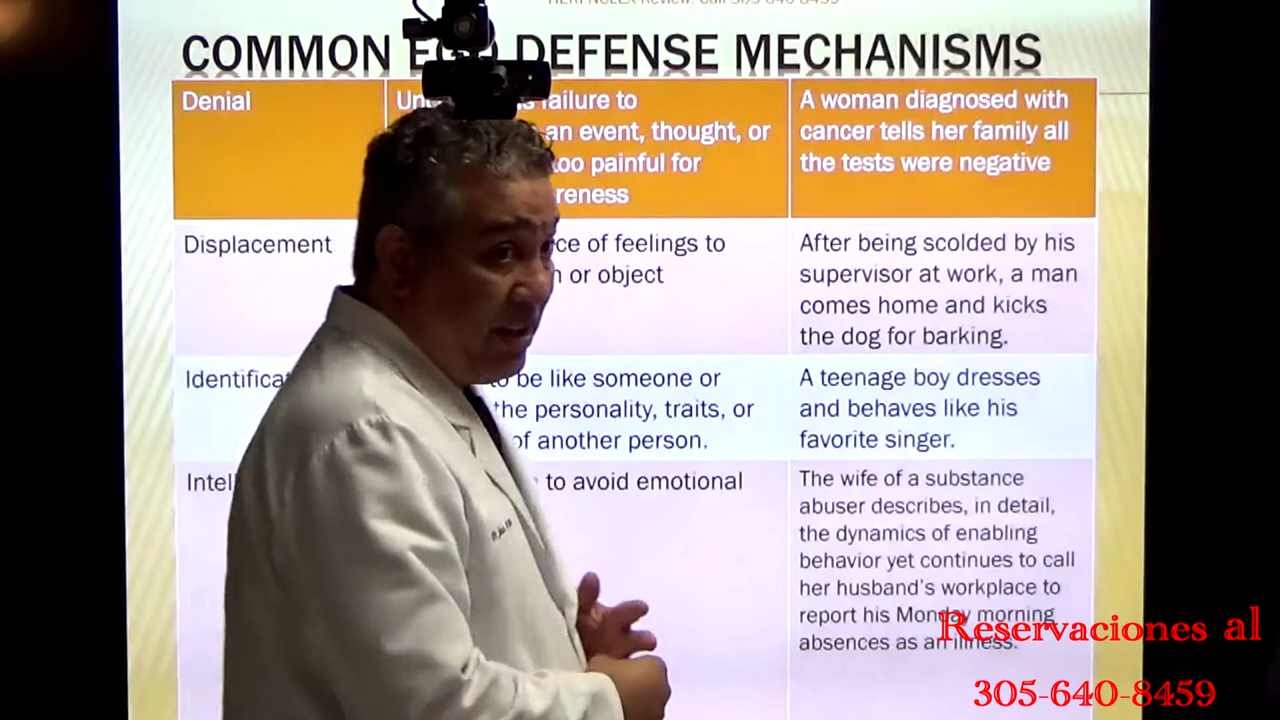 COMMON DEFENSE MECHANISMS
Denial
failure to
an event, thought, or
too painful for
A woman diagnosed with
cancer tells her family all
the tests were negative
Displacement
of feelings to
or object
After being scolded by his
supervisor at work, a man
comes home and kicks
the dog for barking.
be like someone or
the personality, traits, or
of another person.
A teenage boy dresses
and behaves like his
favorite singer.
to avoid emotional
The wife of a substance
abuser describes, in detail,
the dynamics of enabling
behavior yet continues to call
her husband's workplace to
report his Monday morning
absences as an illness.
Reservaciones al
305-640-8459